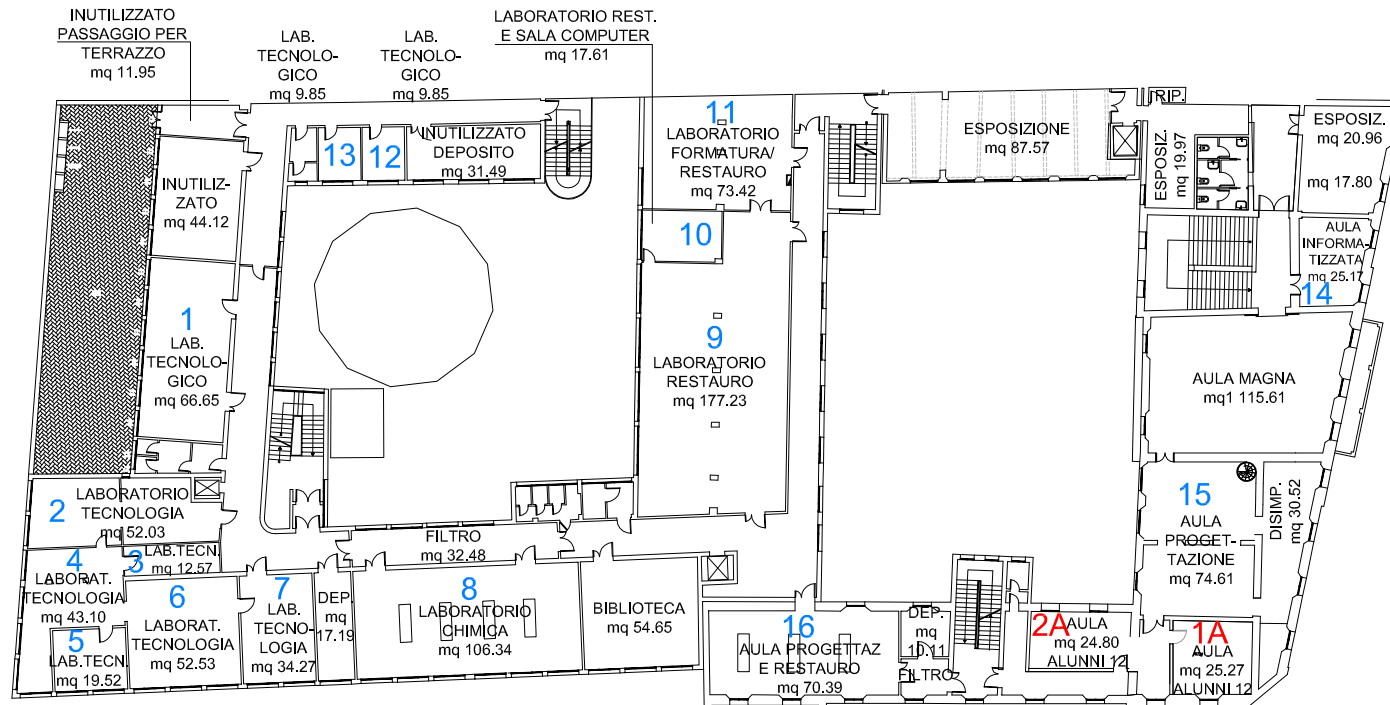 INUTILIZZATO
PASSAGGIO PER
TERRAZZO
mq 11.95
LAB.
TECNOLO-
GICO
mq 9.85
LAB.
TECNOLO-
GICO
mq 9.85
LABORATORIO REST.
E SALA COMPUTER
mq 17.61
13
12
INUTILIZZATO
DEPOSITO
mq 31.49
11
LABORATORIO
FORMATURA/
RESTAURO
mq 73.42
ESPOSIZIONE
mq 87.57
RIP.
ESPOSIZ.
mq 19.97
ESPOSIZ.
mq 20.96
mq 17.80
INUTILIZ-
ZATO
mq 44.12
10
AULA
INFORMA-
TIZZATA
mq 25.17
14
1
LAB.
TECNOLO-
GICO
mq 66.65
9
LABORATORIO
RESTAURO
mq 177.23
AULA MAGNA
mq1 115.61
2
LABORATORIO
TECNOLOGIA
mq 52.03
15
AULA
PROGET-
TAZIONE
mq 74.61
DISIMP.
mq 30.52
FILTRO
mq 32.48
3
LAB.TECN.
mq 12.57
4
LABORAT.
TECNOLOGIA
mq 43.10
5
LAB.TECN.
mq 19.52
6
LABORAT.
TECNOLOGIA
mq 52.53
7
LAB.
TECNO-
LOGIA
mq 34.27
DEP.
mq
17.19
8
LABORATORIO
CHIMICA
mq 106.34
BIBLIOTECA
mq 54.65
16
AULA PROGETTAZ
E RESTAURO
mq 70.39
DEP.
mq
10.11
FILTRO
2A
AULA
mq 24.80
ALUNNI 12
1A
AULA
mq 25.27
ALUNNI 12